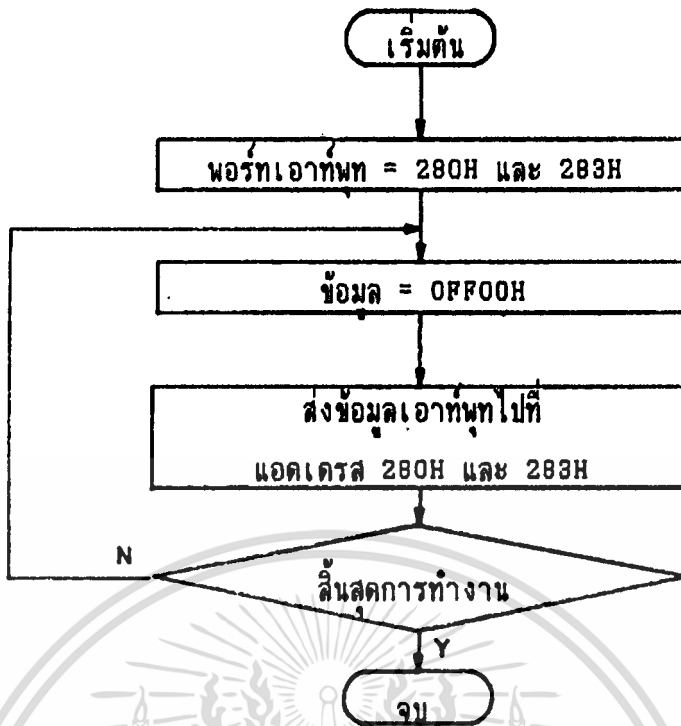 เริ่มต้น
พอร์ทเอาท์พุท = 280H และ 283H
ข้อมูล = 0FF00H
ส่งข้อมูลเอาท์พุทไปที่
แอดเดรส 280H และ 283H
N
สิ้นสุดการทำงาน
Y
จบ